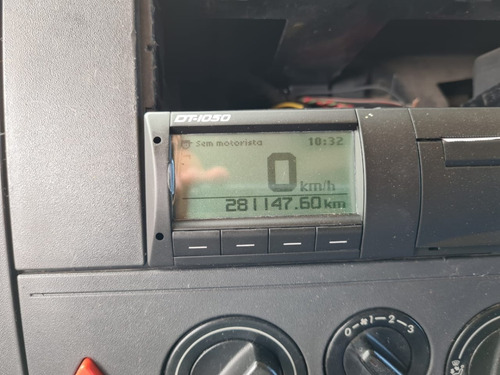 DT-1050
Sem motorista 10:32
0 km/h
281147.60 km
0 1 2 3